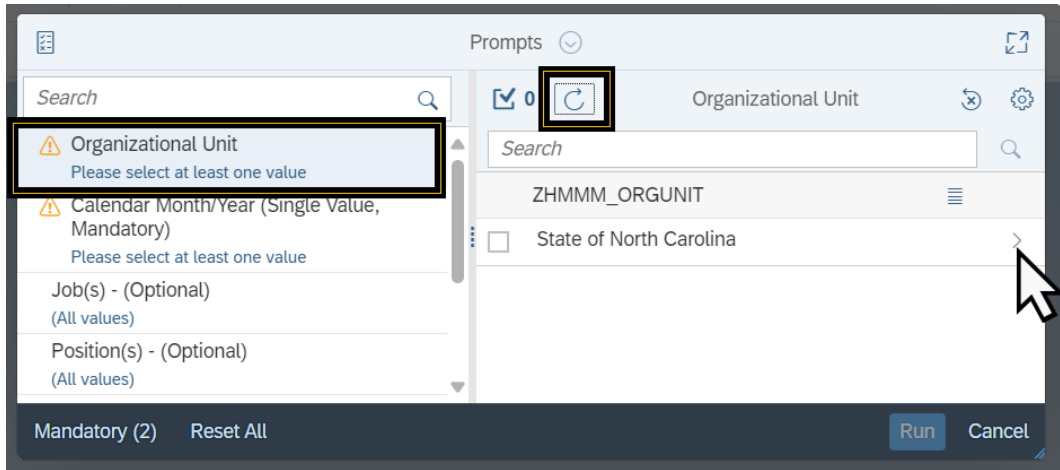 Prompts
Search
Organizational Unit
Please select at least one value
Calendar Month/Year (Single Value,
Mandatory)
Please select at least one value
Job(s) - (Optional)
(All values)
Position(s) - (Optional)
(All values)
0
Organizational Unit
Search
ZHMMM_ORGUNIT
State of North Carolina
Mandatory (2)
Reset All
Run
Cancel